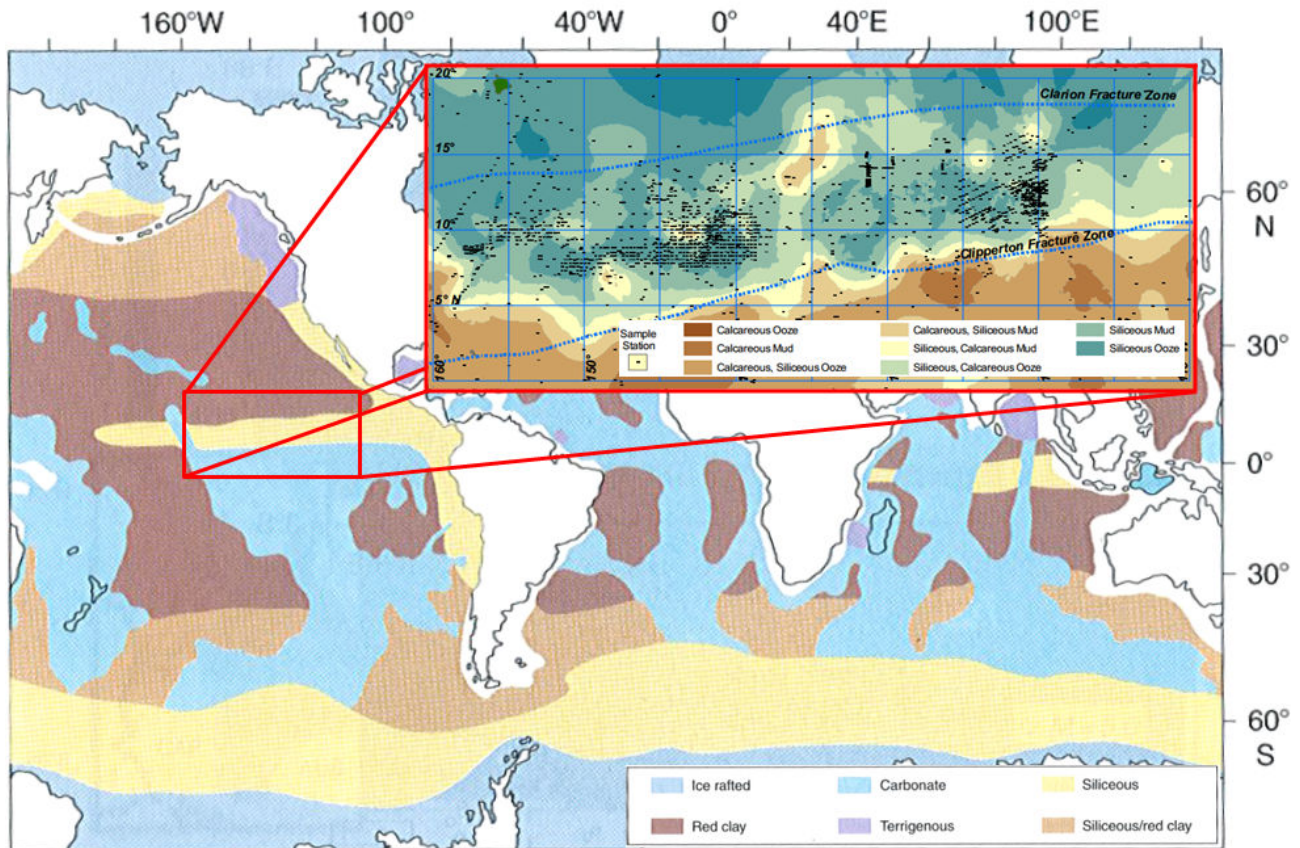 160°W 100° 40°W 0° 40°E 100°E
20°
Clarion Fracture Zone
15°
60°
N
10°
Clipperton Fracture Zone
5° N
Sample
Station
Calcareous Ooze
Calcareous Mud
Calcareous, Siliceous Ooze
Calcareous, Siliceous Mud
Siliceous, Calcareous Mud
Siliceous, Calcareous Ooze
Siliceous Mud
Siliceous Ooze
160° 150°
30°
0°
30°
60°
S
Ice rafted Carbonate Siliceous
Red clay Terrigenous Siliceous/red clay